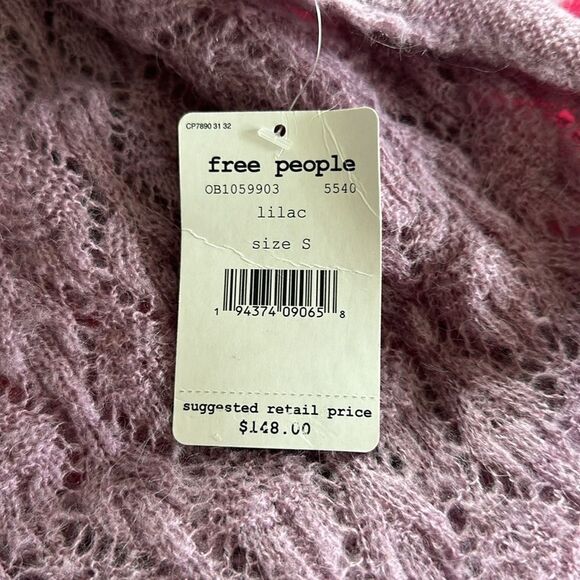 CP7890 31 32
free people
OB1059903 5540
lilac
size S
1 94374 09065 8
suggested retail price
$148.00